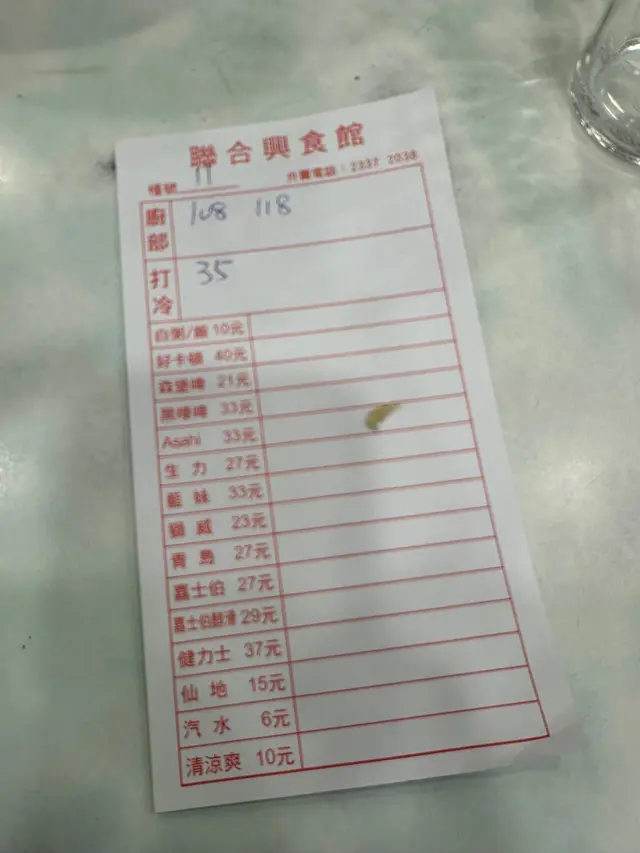 聯合興食館
檯號 11 外賣電話：2337 2038
廚部 108 118
打冷 35
白粥/飯 10元
好卡頓 40元
森堡啤 21元
黑啤啤 33元
Asahi 33元
生力 27元
藍妹 33元
獅威 23元
青島 27元
嘉士伯 27元
嘉士伯醇滑 29元
健力士 37元
仙地 15元
汽水 6元
清涼爽 10元